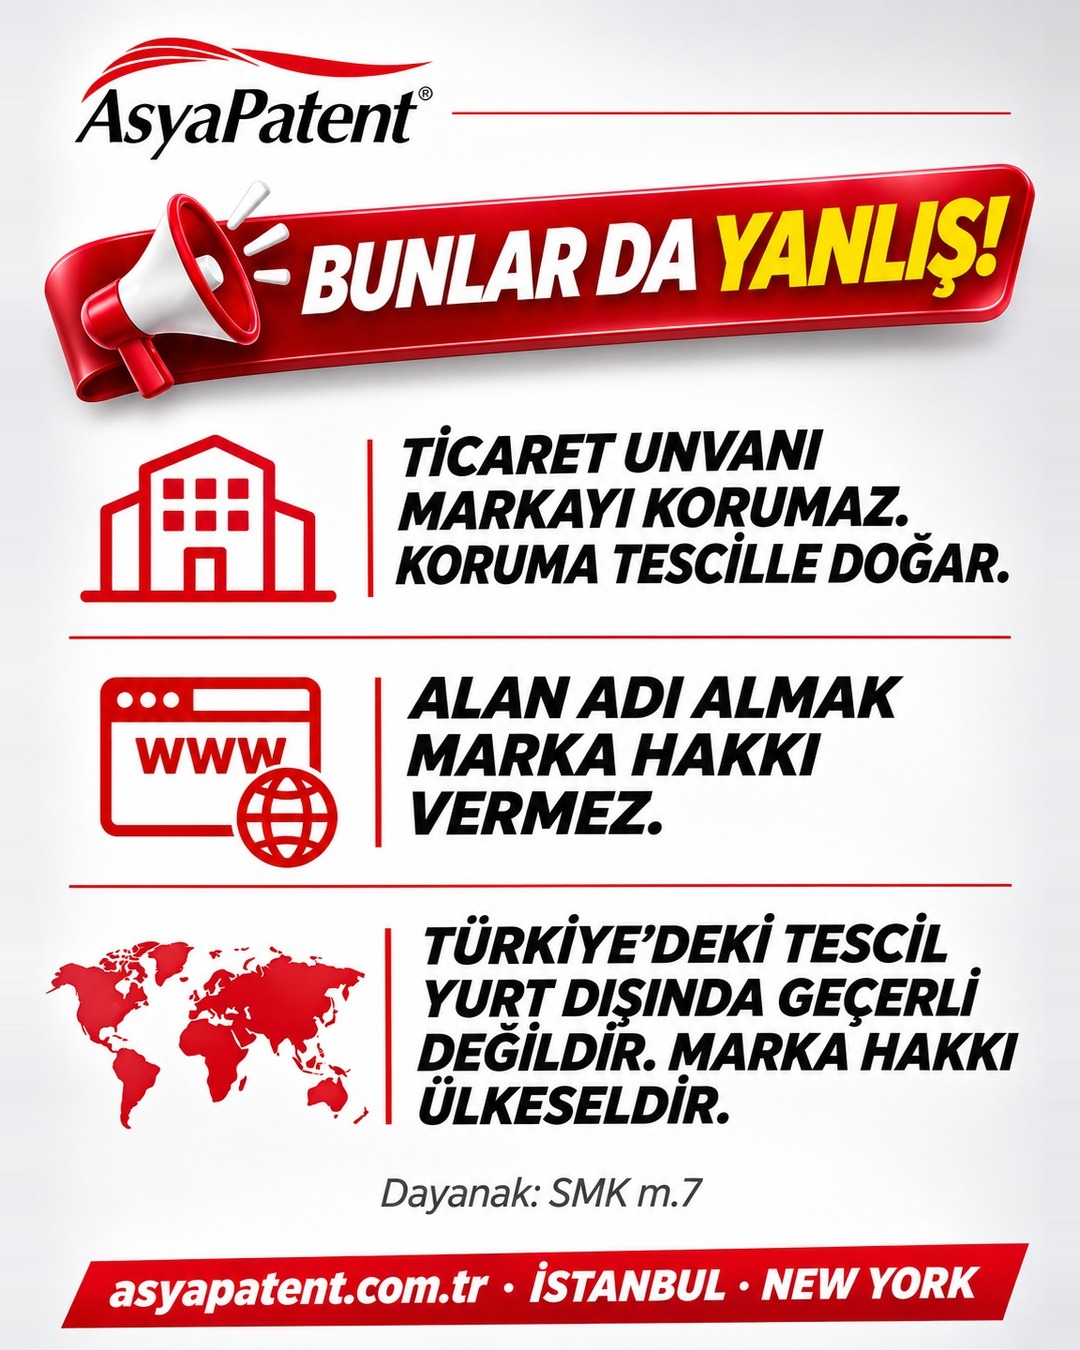 AsyaPatent®
BUNLAR DA YANLIŞ!
TİCARET UNVANI
MARKAYI KORUMAZ.
KORUMA TESCİLLE DOĞAR.
WWW
ALAN ADI ALMAK
MARKA HAKKI
VERMEZ.
TÜRKİYE'DEKİ TESCİL
YURT DIŞINDA GEÇERLİ
DEĞİLDİR. MARKA HAKKI
ÜLKESELDİR.
Dayanak: SMK m.7
asyapatent.com.tr · İSTANBUL · NEW YORK